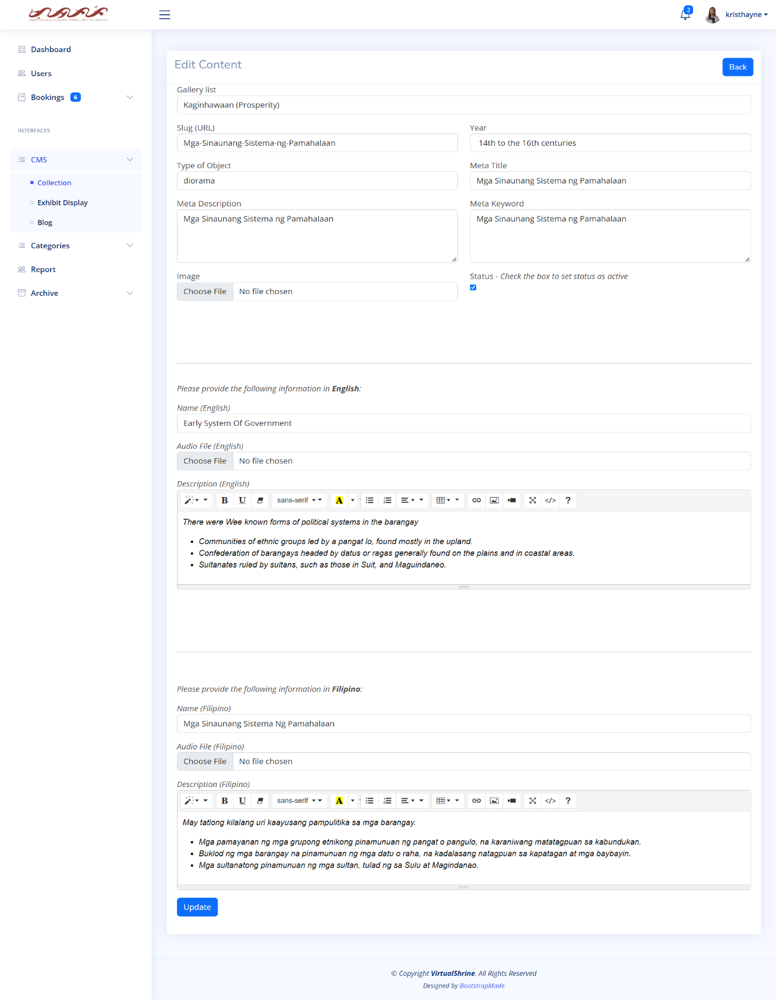 2
kristhayne
Dashboard
Users
Bookings 6
INTERFACES
CMS
Collection
Exhibit Display
Blog
Categories
Report
Archive
Edit Content
Back
Gallery list
Kaginhawaan (Prosperity)
Slug (URL)
Mga-Sinaunang-Sistema-ng-Pamahalaan
Year
14th to the 16th centuries
Type of Object
diorama
Meta Title
Mga Sinaunang Sistema ng Pamahalaan
Meta Description
Mga Sinaunang Sistema ng Pamahalaan
Meta Keyword
Mga Sinaunang Sistema ng Pamahalaan
Image
Choose File No file chosen
Status - Check the box to set status as active
Please provide the following information in English:
Name (English)
Early System Of Government
Audio File (English)
Choose File No file chosen
Description (English)
B U sans-serif A </> ?
There were Wee known forms of political systems in the barangay
• Communities of ethnic groups led by a pangat lo, found mostly in the upland.
• Confederation of barangays headed by datus or ragas generally found on the plains and in coastal areas.
• Sultanates ruled by sultans, such as those in Suit, and Maguindaneo.
Please provide the following information in Filipino:
Name (Filipino)
Mga Sinaunang Sistema Ng Pamahalaan
Audio File (Filipino)
Choose File No file chosen
Description (Filipino)
B U sans-serif A </> ?
May tatlong kilalang uri kaayusang pampulitika sa mga barangay.
• Mga pamayanan ng mga grupong etnikong pinamunuan ng pangat o pangulo, na karaniwang matatagpuan sa kabundukan.
• Buklod ng mga barangay na pinamunuan ng mga datu o raha, na kadalasang natagpuan sa kapatagan at mga baybayin.
• Mga sultanatong pinamunuan ng mga sultan, tulad ng sa Sulu at Magindanao.
Update
© Copyright VirtualShrine. All Rights Reserved
Designed by BootstrapMade